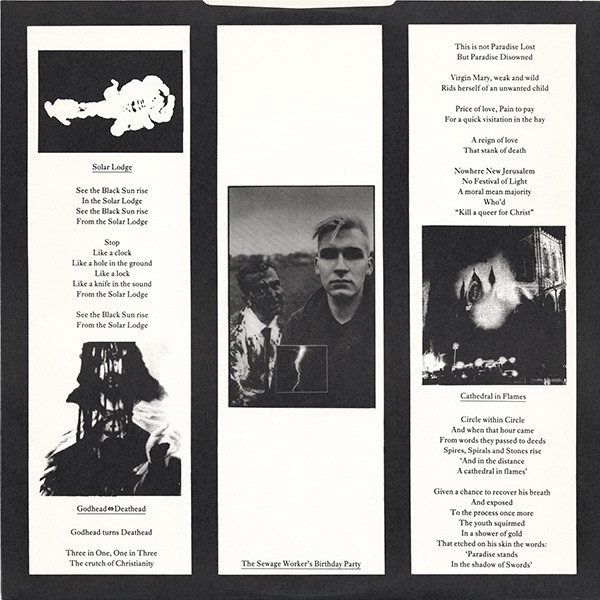 Solar Lodge
See the Black Sun rise
In the Solar Lodge
See the Black Sun rise
From the Solar Lodge
Stop
Like a clock
Like a hole in the ground
Like a lock
Like a knife in the sound
From the Solar Lodge
See the Black Sun rise
From the Solar Lodge
Godhead⇔Deathead
Godhead turns Deathead
Three in One, One in Three
The crutch of Christianity
The Sewage Worker's Birthday Party
This is not Paradise Lost
But Paradise Disowned
Virgin Mary, weak and wild
Rids herself of an unwanted child
Price of love, Pain to pay
For a quick visitation in the hay
A reign of love
That stank of death
Nowhere New Jerusalem
No Festival of Light
A moral mean majority
Who'd
"Kill a queer for Christ"
Cathedral in Flames
Circle within Circle
And when that hour came
From words they passed to deeds
Spires, Spirals and Stones rise
'And in the distance
A cathedral in flames'
Given a chance to recover his breath
And exposed
To the process once more
The youth squirmed
In a shower of gold
That etched on his skin the words:
'Paradise stands
In the shadow of Swords'